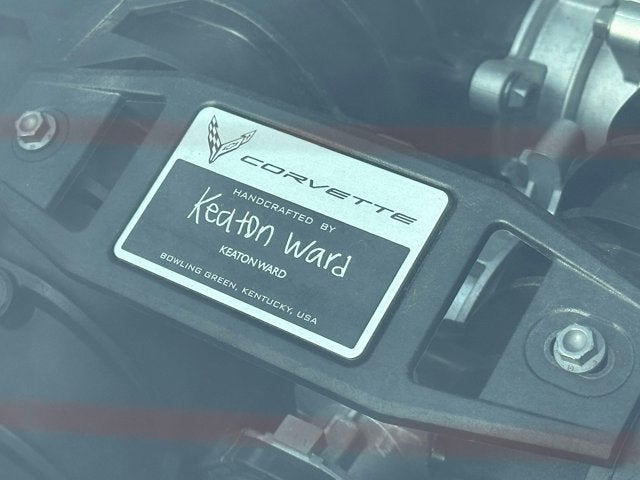 CORVETTE
HANDCRAFTED BY
Keaton Ward
KEATON WARD
BOWLING GREEN, KENTUCKY, USA